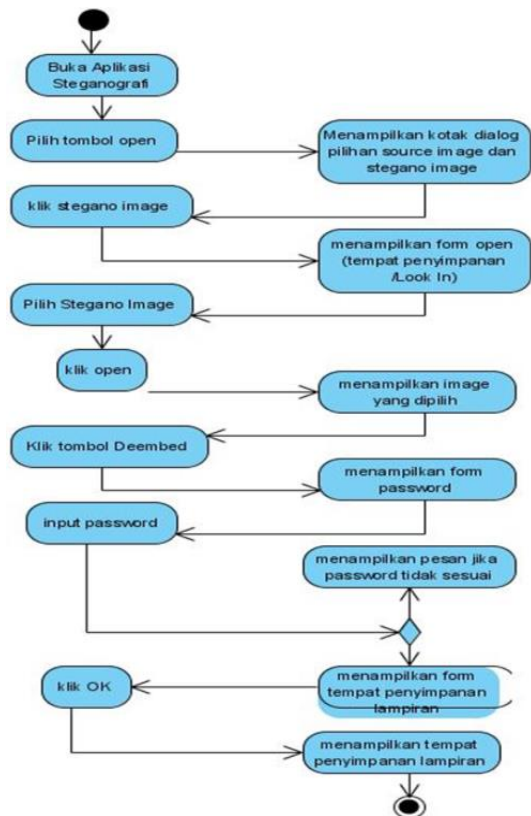 Buka Aplikasi
Steganografi
Pilih tombol open
Menampilkan kotak dialog
pilihan source image dan
stegano image
klik stegano image
menampilkan form open
(tempat penyimpanan
/Look In)
Pilih Stegano Image
klik open
menampilkan image
yang dipilih
Klik tombol Deembed
menampilkan form
password
input password
menampilkan pesan jika
password tidak sesuai
menampilkan form
tempat penyimpanan
lampiran
klik OK
menampilkan tempat
penyimpanan lampiran